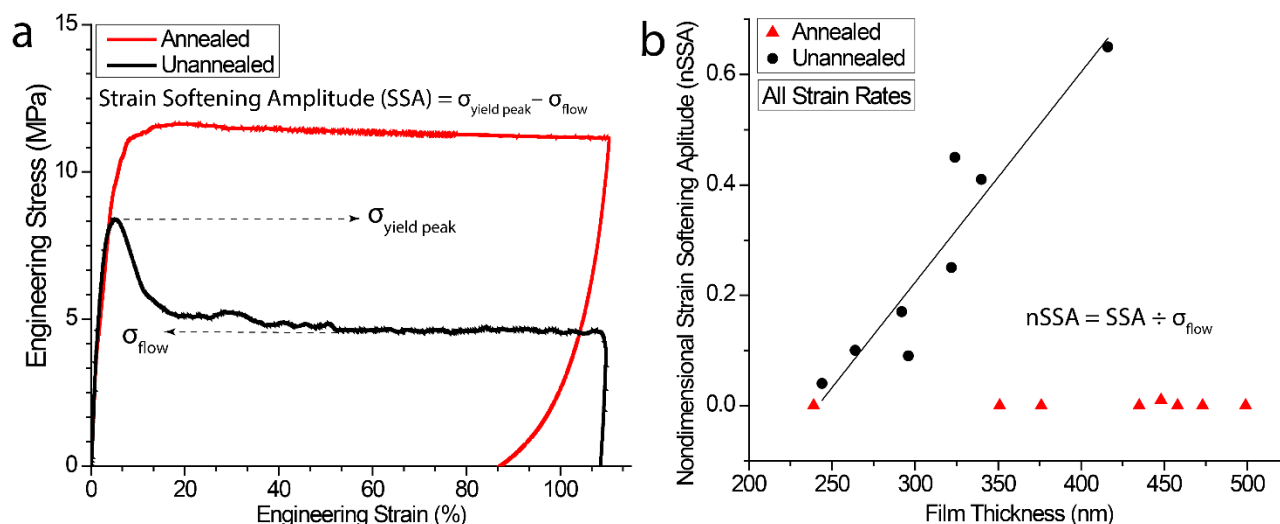 a
Annealed
Unannealed
Strain Softening Amplitude (SSA) = σyield peak – σflow
σyield peak
σflow
Engineering Stress (MPa)
15
10
5
0
0 20 40 60 80 100
Engineering Strain (%)
b
Annealed
Unannealed
All Strain Rates
nSSA = SSA ÷ σflow
Nondimensional Strain Softening Aplitude (nSSA)
0.6
0.4
0.2
0.0
200 250 300 350 400 450 500
Film Thickness (nm)